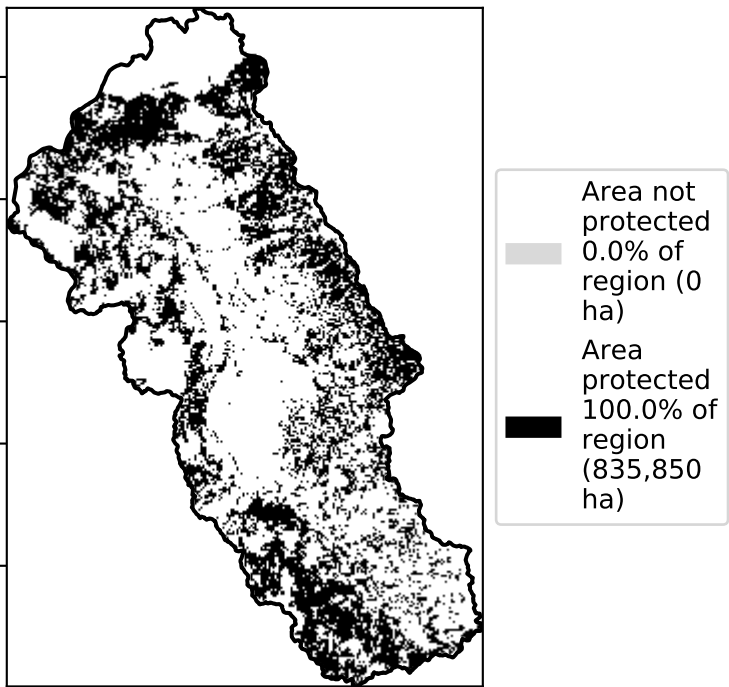 Area not
protected
0.0% of
region (0
ha)
Area
protected
100.0% of
region
(835,850
ha)